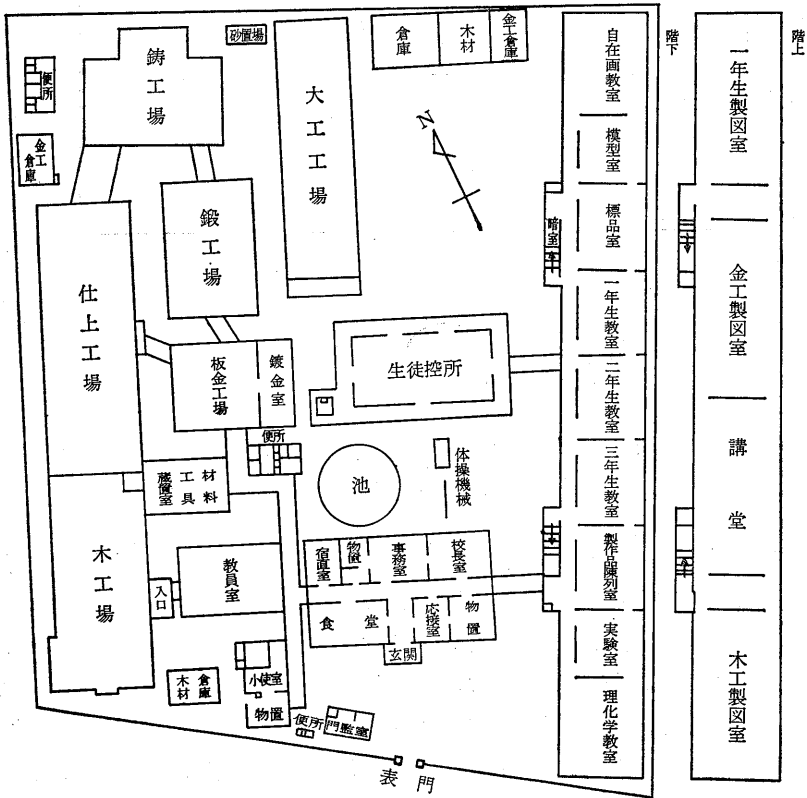 階上
一年生製図室
金工製図室
講堂
木工製図室
階下
自在画教室
模型室
標品室
暗室
一年生教室
二年生教室
三年生教室
製作品陳列室
実験室
理化学教室
倉庫
木材
金工倉庫
砂置場
大工工場
鋳工場
便所
金工倉庫
鍛工場
仕上工場
板金工場
鍍金室
便所
生徒控所
池
体操機械
N
材料
工具
蔵置室
木工場
入口
教員室
宿直室
物置
事務室
校長室
食堂
応接室
物置
玄関
木材倉庫
小使室
物置
便所
門監室
表門